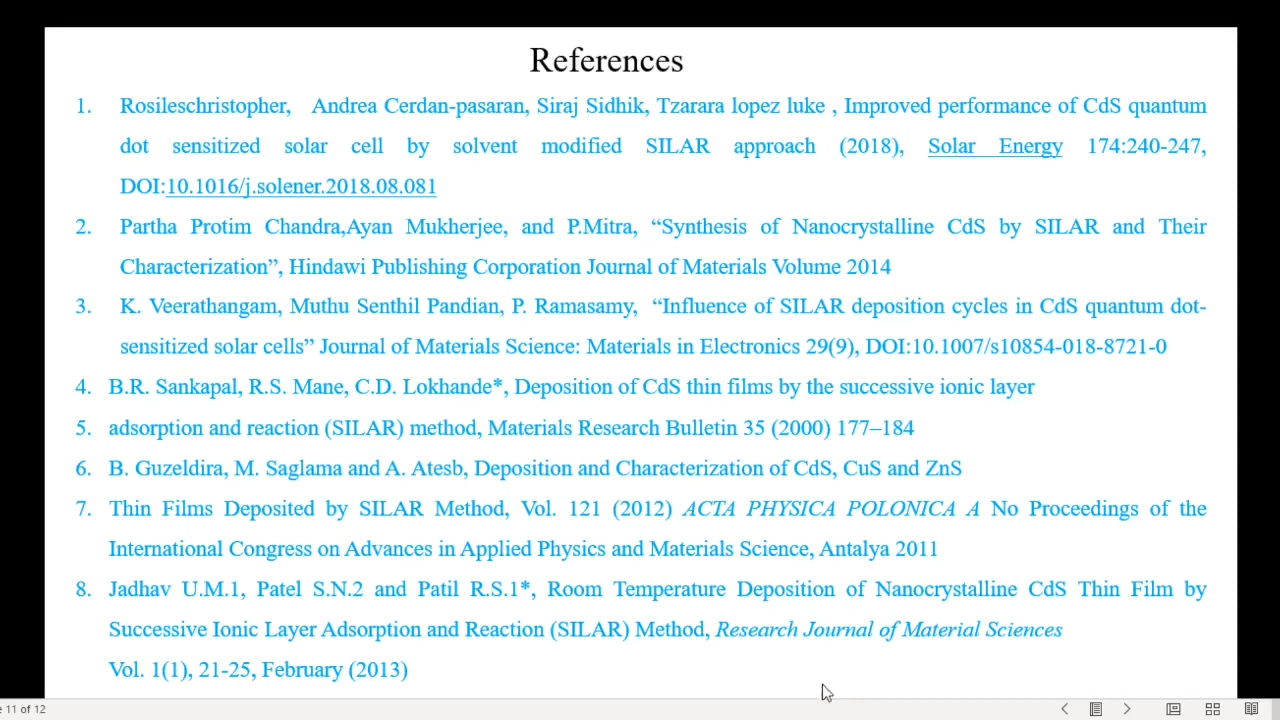 References
1. Rosileschristopher, Andrea Cerdan-pasaran, Siraj Sidhik, Tzarara lopez luke , Improved performance of CdS quantum
dot sensitized solar cell by solvent modified SILAR approach (2018), Solar Energy 174:240-247,
DOI:10.1016/j.solener.2018.08.081
2. Partha Protim Chandra,Ayan Mukherjee, and P.Mitra, “Synthesis of Nanocrystalline CdS by SILAR and Their
Characterization”, Hindawi Publishing Corporation Journal of Materials Volume 2014
3. K. Veerathangam, Muthu Senthil Pandian, P. Ramasamy, “Influence of SILAR deposition cycles in CdS quantum dot-
sensitized solar cells” Journal of Materials Science: Materials in Electronics 29(9), DOI:10.1007/s10854-018-8721-0
4. B.R. Sankapal, R.S. Mane, C.D. Lokhande*, Deposition of CdS thin films by the successive ionic layer
5. adsorption and reaction (SILAR) method, Materials Research Bulletin 35 (2000) 177–184
6. B. Guzeldira, M. Saglama and A. Atesb, Deposition and Characterization of CdS, CuS and ZnS
7. Thin Films Deposited by SILAR Method, Vol. 121 (2012) ACTA PHYSICA POLONICA A No Proceedings of the
International Congress on Advances in Applied Physics and Materials Science, Antalya 2011
8. Jadhav U.M.1, Patel S.N.2 and Patil R.S.1*, Room Temperature Deposition of Nanocrystalline CdS Thin Film by
Successive Ionic Layer Adsorption and Reaction (SILAR) Method, Research Journal of Material Sciences
Vol. 1(1), 21-25, February (2013)
e 11 of 12